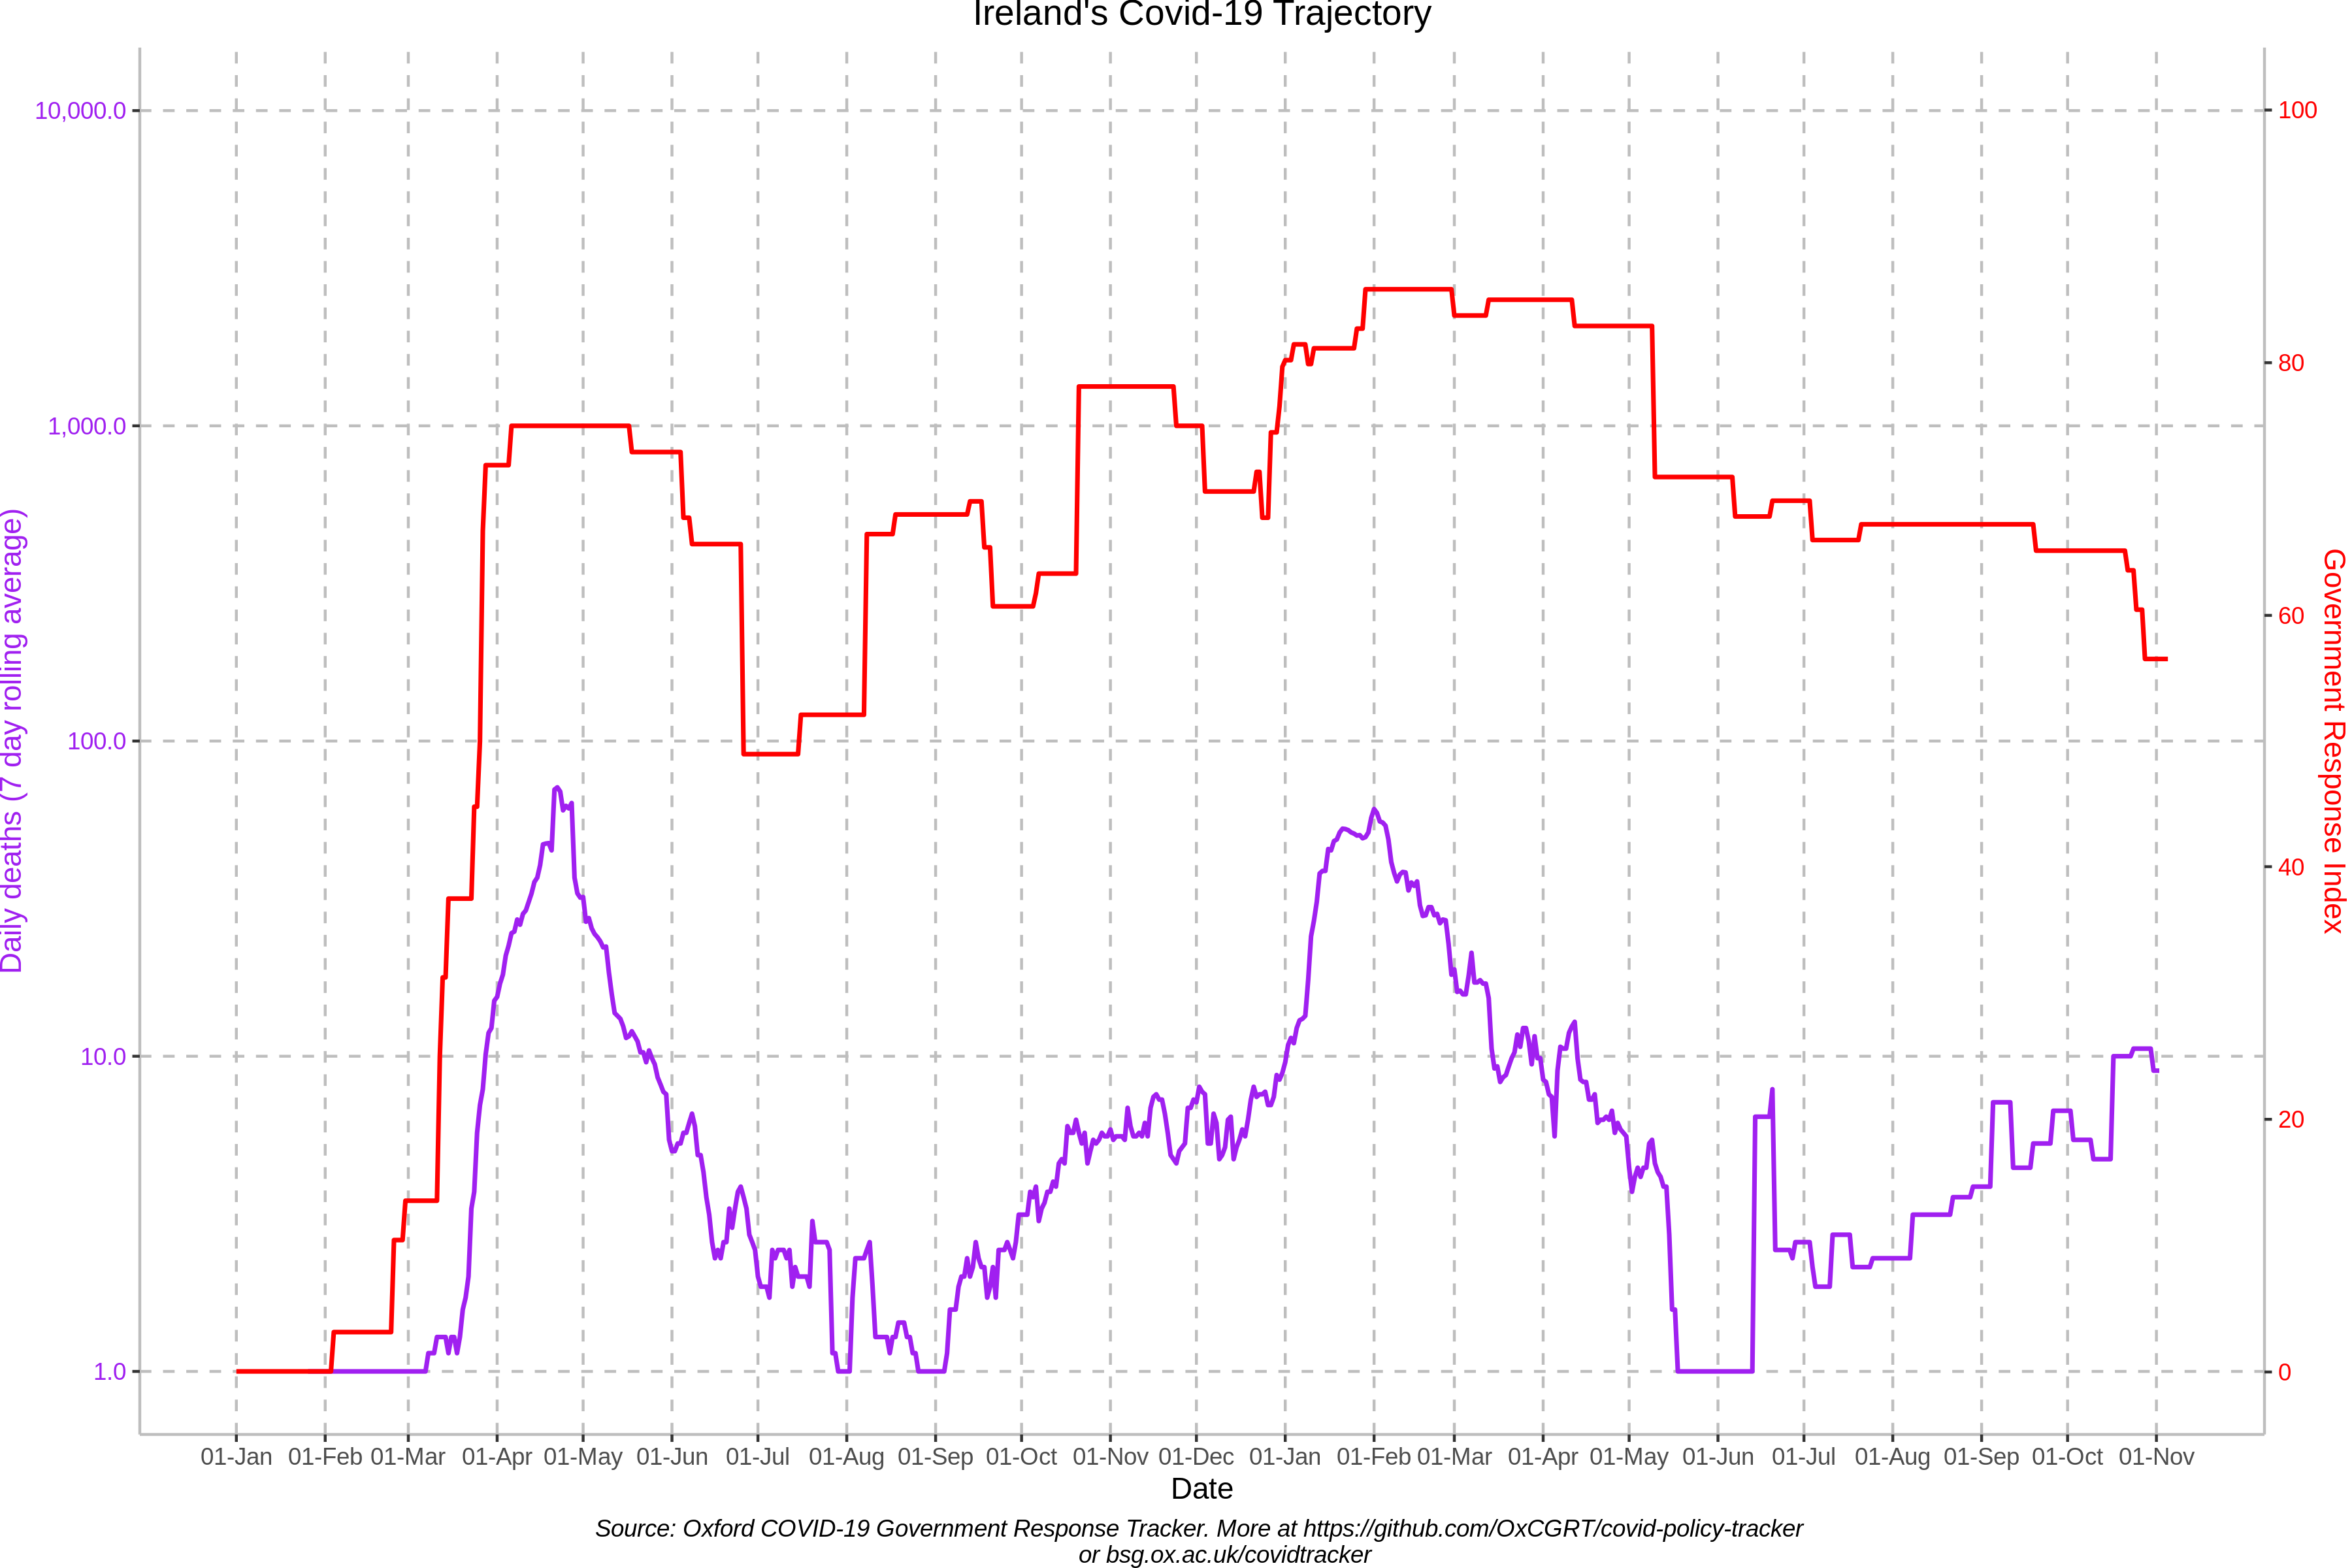 Ireland's Covid-19 Trajectory
10,000.0
1,000.0
100.0
10.0
1.0
Daily deaths (7 day rolling average)
100
80
60
40
20
0
Government Response Index
01-Jan 01-Feb 01-Mar 01-Apr 01-May 01-Jun 01-Jul 01-Aug 01-Sep 01-Oct 01-Nov 01-Dec 01-Jan 01-Feb 01-Mar 01-Apr 01-May 01-Jun 01-Jul 01-Aug 01-Sep 01-Oct 01-Nov
Date
Source: Oxford COVID-19 Government Response Tracker. More at https://github.com/OxCGRT/covid-policy-tracker
or bsg.ox.ac.uk/covidtracker